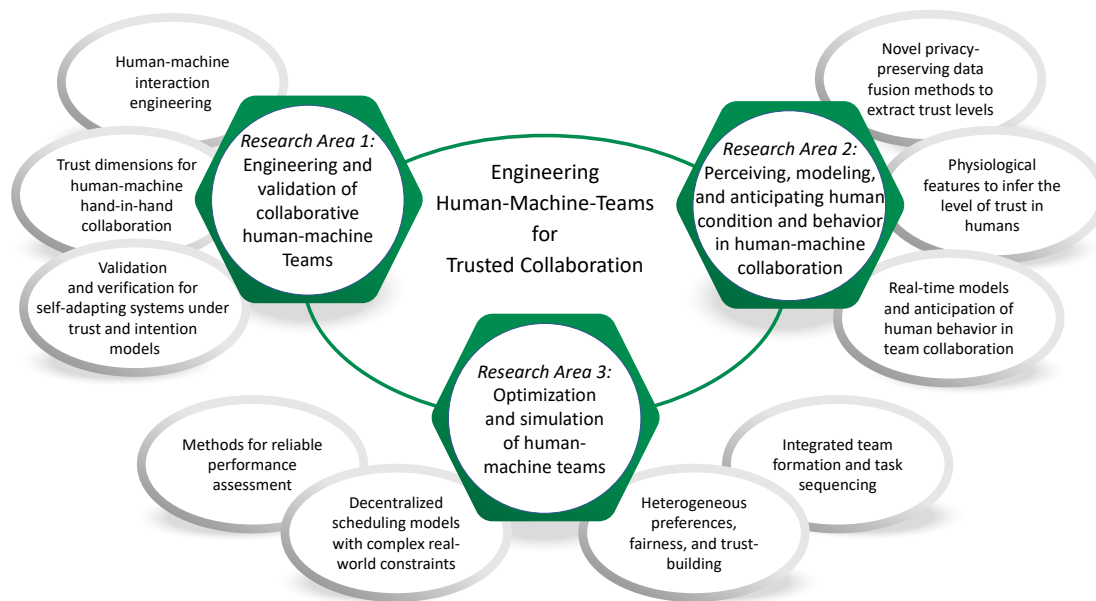 Human-machine
interaction
engineering
Trust dimensions for
human-machine
hand-in-hand
collaboration
Validation
and verification for
self-adapting systems under
trust and intention
models
Research Area 1:
Engineering and
validation of
collaborative
human-machine
Teams
Engineering
Human-Machine-Teams
for
Trusted Collaboration
Research Area 2:
Perceiving, modeling,
and anticipating human
condition and behavior
in human-machine
collaboration
Novel privacy-
preserving data
fusion methods to
extract trust levels
Physiological
features to infer the
level of trust in
humans
Real-time models
and anticipation of
human behavior in
team collaboration
Research Area 3:
Optimization
and simulation
of human-
machine teams
Methods for reliable
performance
assessment
Decentralized
scheduling models
with complex real-
world constraints
Heterogeneous
preferences,
fairness, and trust-
building
Integrated team
formation and task
sequencing